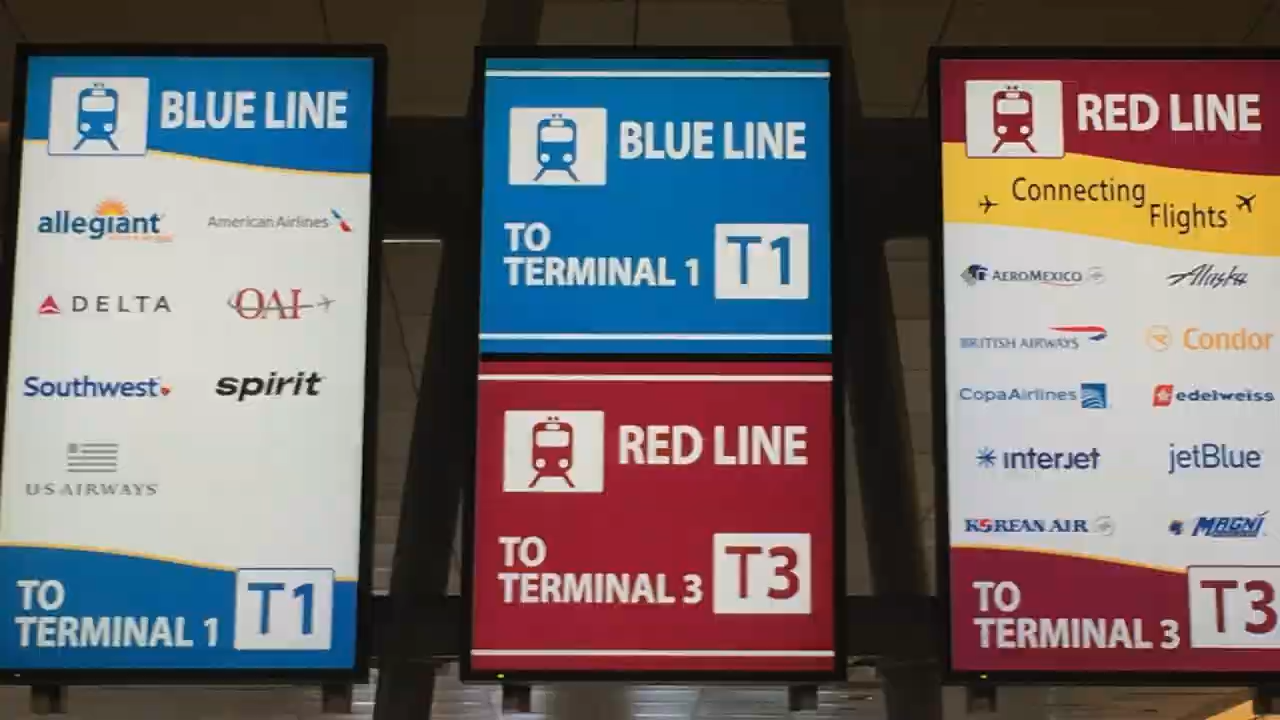 BLUE LINE
allegiant
American Airlines
DELTA
OAI
Southwest
spirit
US AIRWAYS
TO
TERMINAL 1
T1
BLUE LINE
TO
TERMINAL 1
T1
RED LINE
TO
TERMINAL 3
T3
RED LINE
Connecting
Flights
AEROMEXICO
Alaska
BRITISH AIRWAYS
Condor
CopaAirlines
edelweiss
interjet
jetBlue
KOREAN AIR
MAGNI
TO
TERMINAL 3
T3